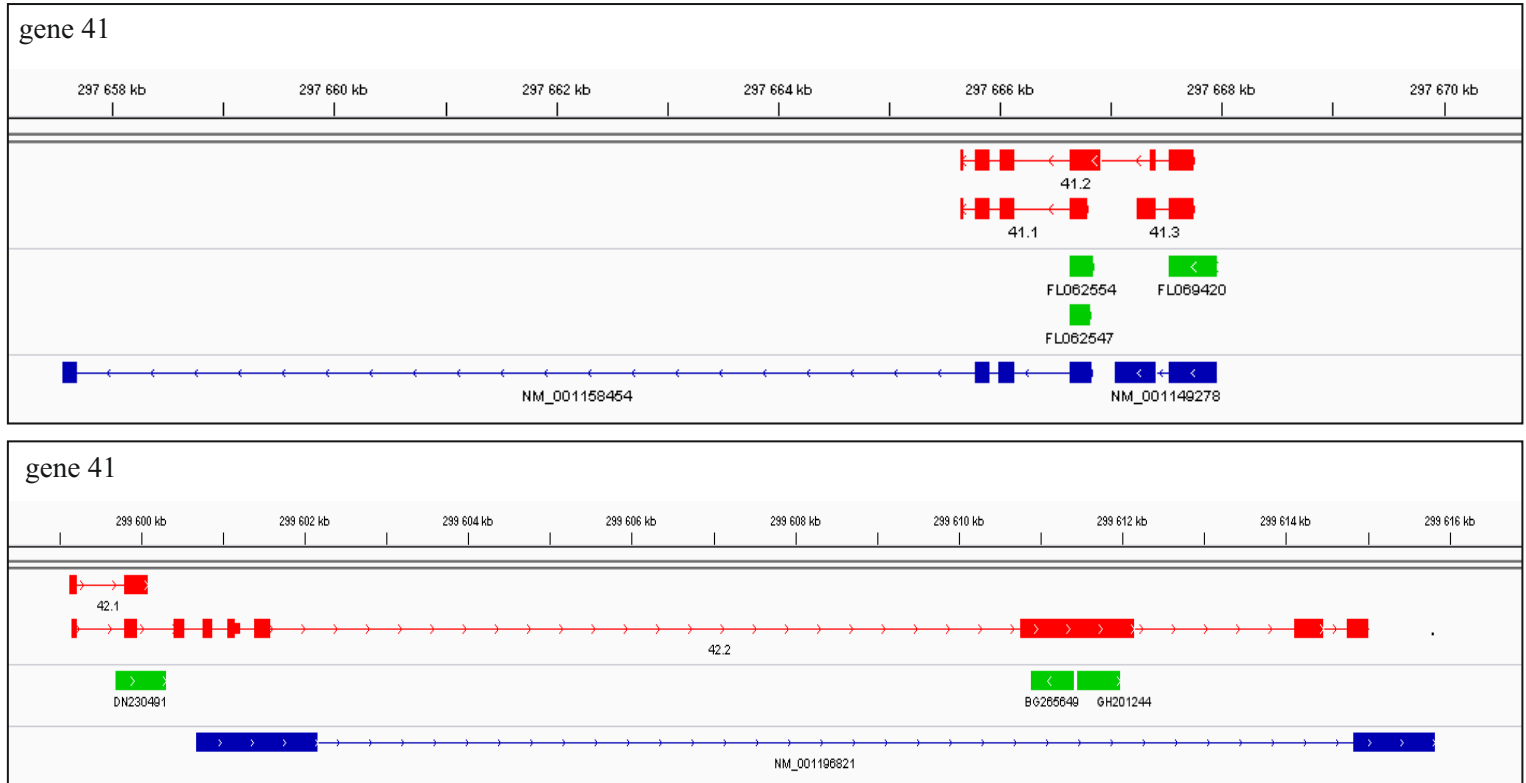 gene 41
297 658 kb 297 660 kb 297 662 kb 297 664 kb 297 666 kb 297 668 kb 297 670 kb
41.2
41.1 41.3
FL062554 FL069420
FL062547
NM_001158454 NM_001149278
gene 41
299 600 kb 299 602 kb 299 604 kb 299 606 kb 299 608 kb 299 610 kb 299 612 kb 299 614 kb 299 616 kb
42.1
42.2
DN230491 BG265649 GH201244
NM_001196821